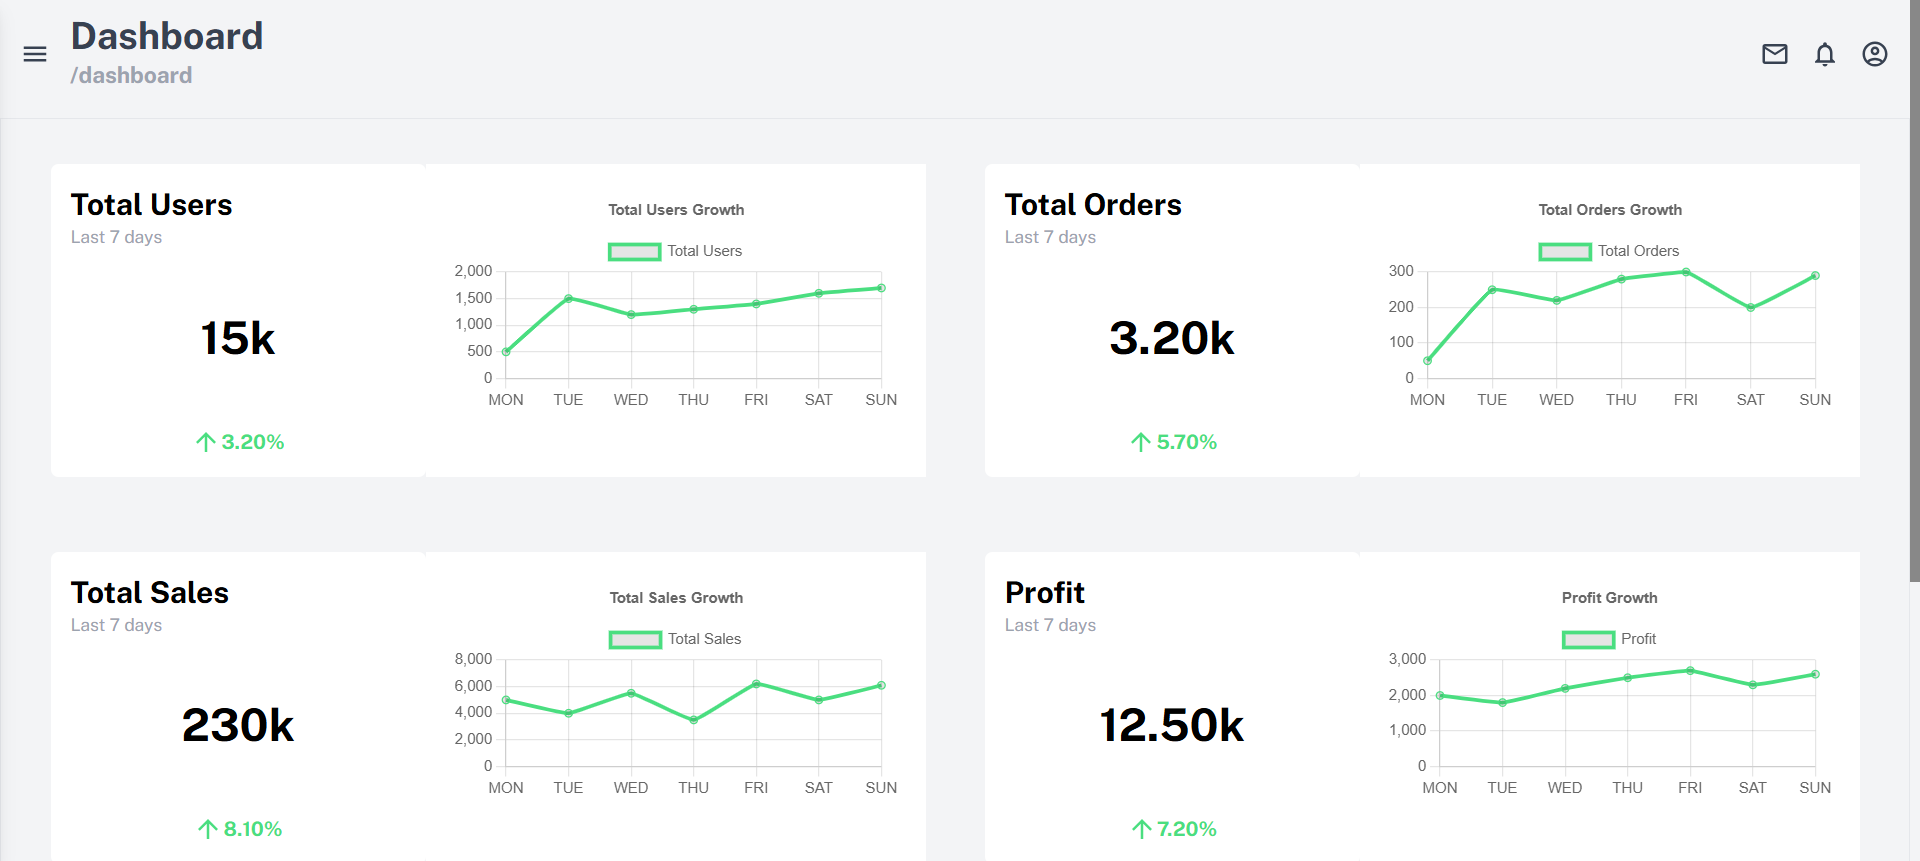 Dashboard
/dashboard
Total Users
Last 7 days
15k
3.20%
Total Users Growth
Total Users
2,000
1,500
1,000
500
0
MON TUE WED THU FRI SAT SUN
Total Orders
Last 7 days
3.20k
5.70%
Total Orders Growth
Total Orders
300
200
100
0
MON TUE WED THU FRI SAT SUN
Total Sales
Last 7 days
230k
8.10%
Total Sales Growth
Total Sales
8,000
6,000
4,000
2,000
0
MON TUE WED THU FRI SAT SUN
Profit
Last 7 days
12.50k
7.20%
Profit Growth
Profit
3,000
2,000
1,000
0
MON TUE WED THU FRI SAT SUN